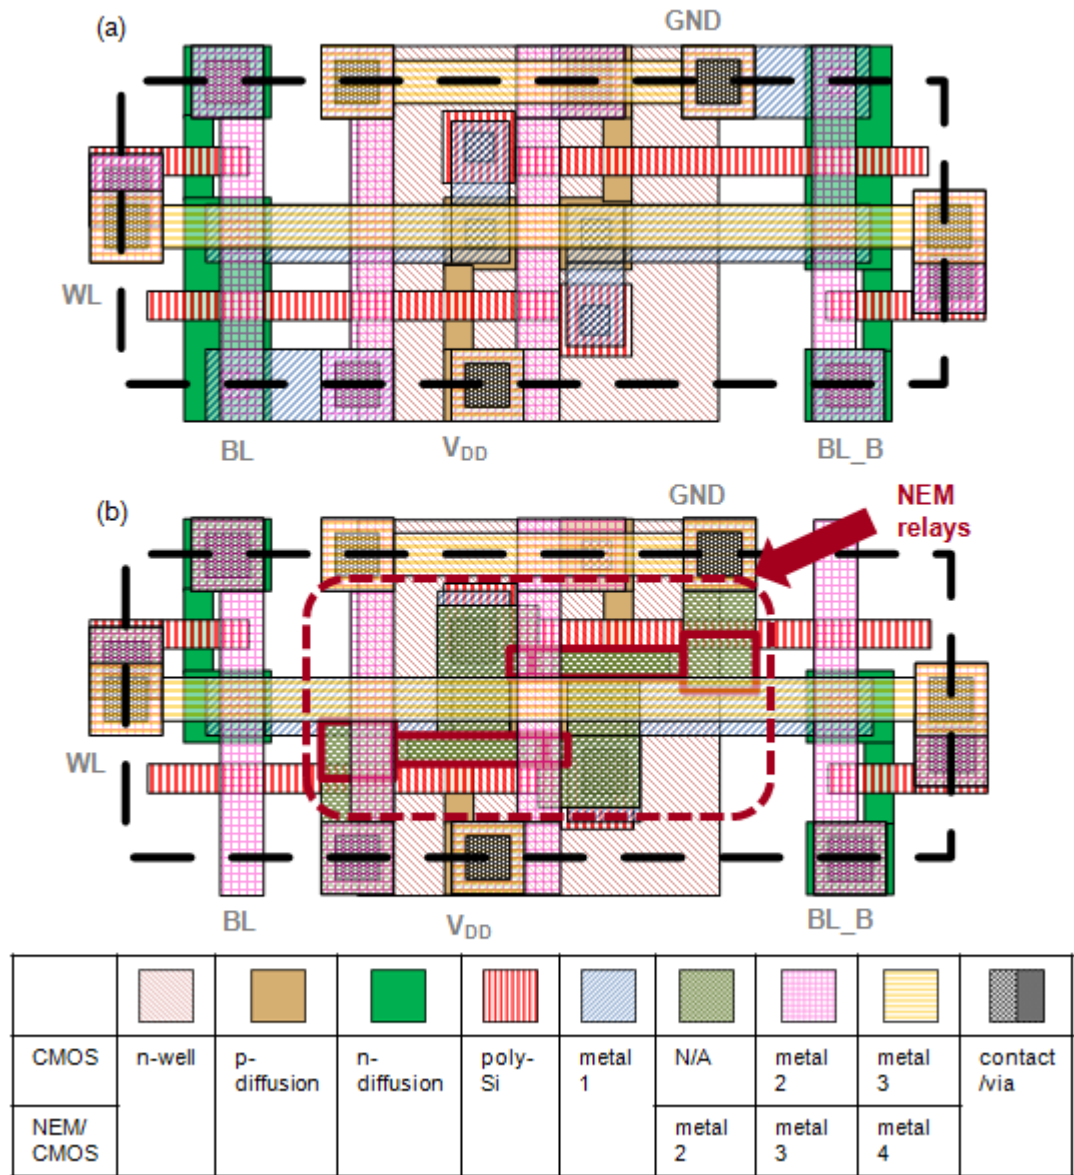 (a)
GND
WL
BL
VDD
BL_B
(b)
GND
NEM
relays
WL
BL
VDD
BL_B
CMOS
n-well
p-
diffusion
n-
diffusion
poly-
Si
metal
1
N/A
metal
2
metal
3
contact
/via
NEM/
CMOS
metal
2
metal
3
metal
4